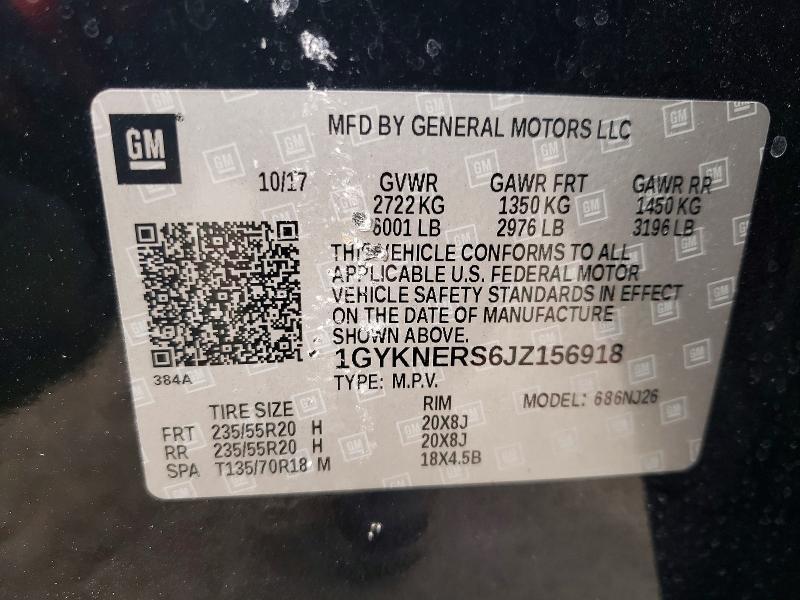 GM
MFD BY GENERAL MOTORS LLC
10/17 GVWR GAWR FRT GAWR RR
2722 KG 1350 KG 1450 KG
6001 LB 2976 LB 3196 LB
THIS VEHICLE CONFORMS TO ALL
APPLICABLE U.S. FEDERAL MOTOR
VEHICLE SAFETY STANDARDS IN EFFECT
ON THE DATE OF MANUFACTURE
SHOWN ABOVE.
1GYKNERS6JZ156918
384A
TYPE: M.P.V.
MODEL: 686NJ26
TIRE SIZE RIM
FRT 235/55R20 H 20X8J
RR 235/55R20 H 20X8J
SPA T135/70R18 M 18X4.5B